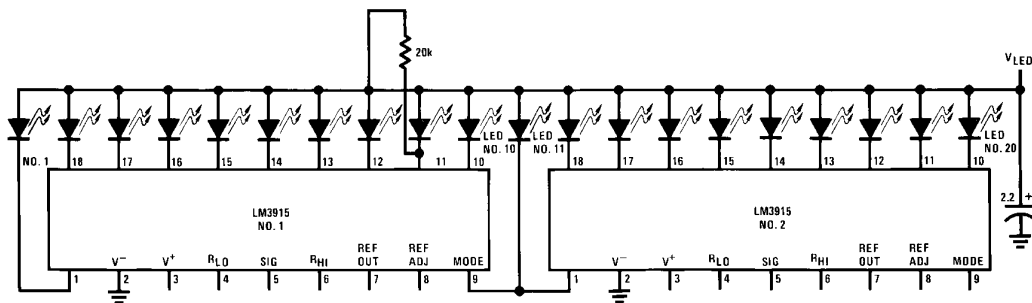 20k
V LED
NO. 1
LED NO. 10
LED NO. 11
LED NO. 20
18 17 16 15 14 13 12 11 10
18 17 16 15 14 13 12 11 10
2.2 +
LM3915
NO. 1
LM3915
NO. 2
V− V+ RLO SIG RHI REF OUT REF ADJ MODE
V− V+ RLO SIG RHI REF OUT REF ADJ MODE
1 2 3 4 5 6 7 8 9
1 2 3 4 5 6 7 8 9